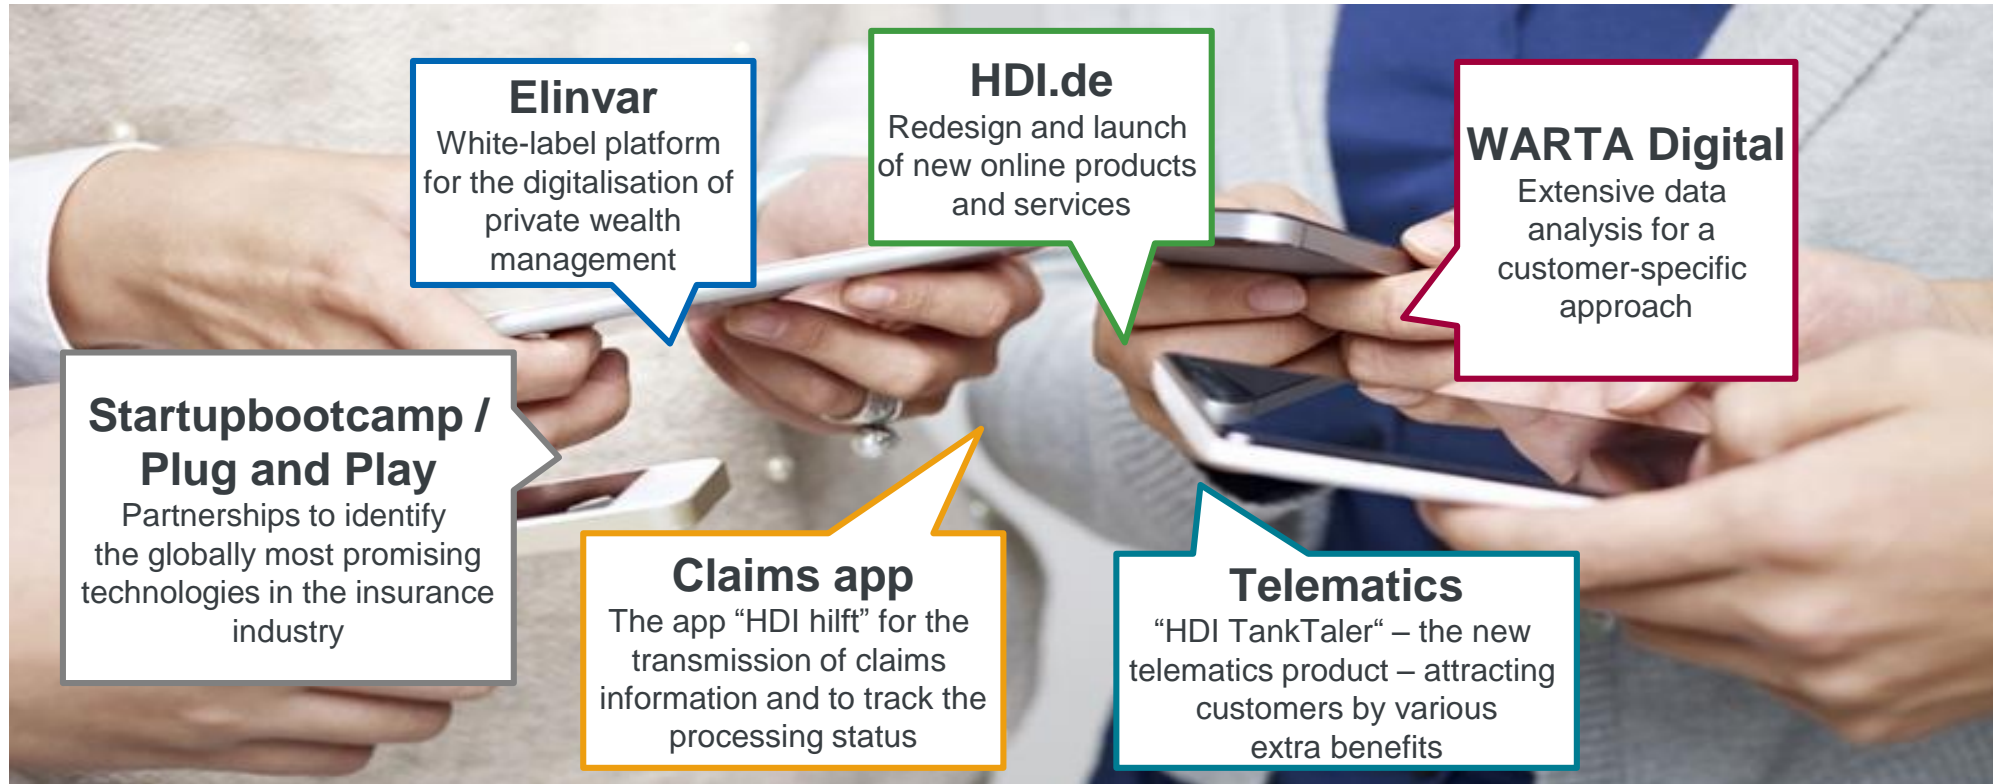 Elinvar
White-label platform
for the digitalisation of
private wealth
management
HDI.de
Redesign and launch
of new online products
and services
WARTA Digital
Extensive data
analysis for a
customer-specific
approach
Startupbootcamp /
Plug and Play
Partnerships to identify
the globally most promising
technologies in the insurance
industry
Claims app
The app “HDI hilft” for the
transmission of claims
information and to track the
processing status
Telematics
“HDI TankTaler“ – the new
telematics product – attracting
customers by various
extra benefits